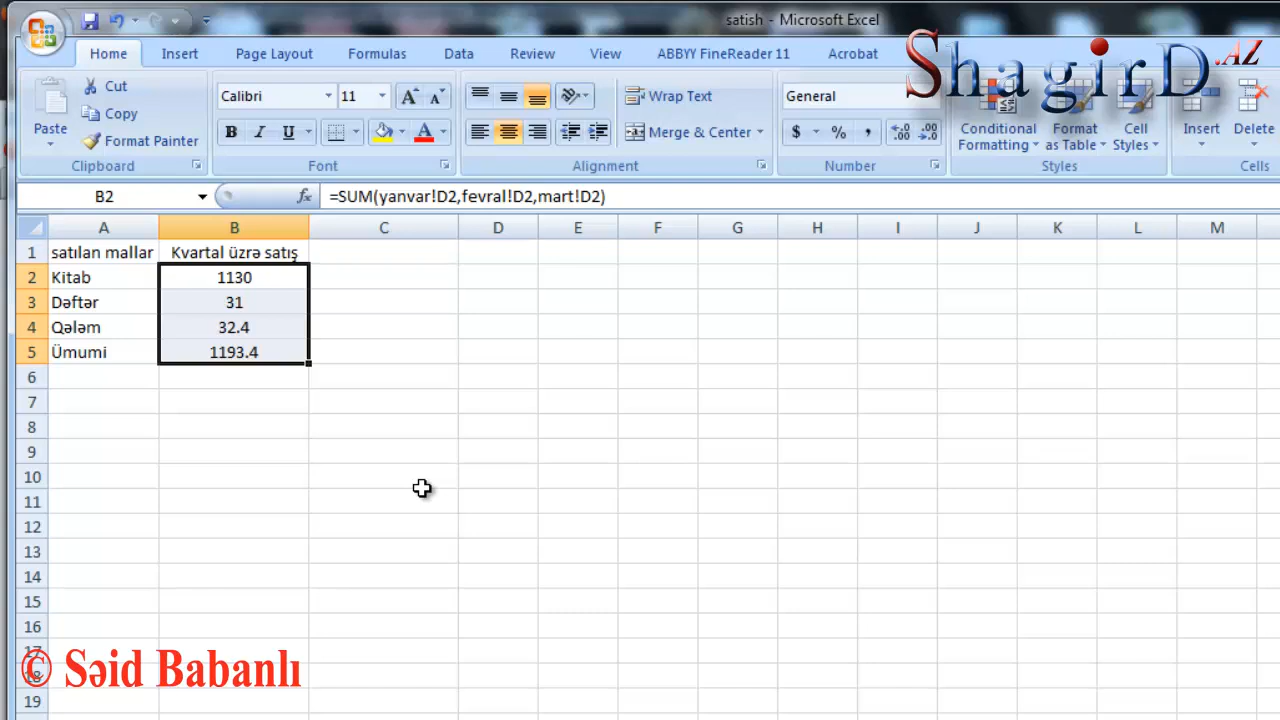 satish - Microsoft Excel
Home Insert Page Layout Formulas Data Review View ABBYY FineReader 11 Acrobat
ShagirD.AZ
Paste
Cut
Copy
Format Painter
Clipboard
Calibri 11
B I U
Font
Wrap Text
Merge & Center
Alignment
General
$ % ,
Number
Conditional Formatting
Format as Table
Cell Styles
Styles
Insert
Delete
Cells
B2 fx =SUM(yanvar!D2,fevral!D2,mart!D2)
A B C D E F G H I J K L M
1 satılan mallar Kvartal üzrə satış
2 Kitab 1130
3 Dəftər 31
4 Qələm 32.4
5 Ümumi 1193.4
6
7
8
9
10
11
12
13
14
15
16
17
18
19
© Səid Babanlı